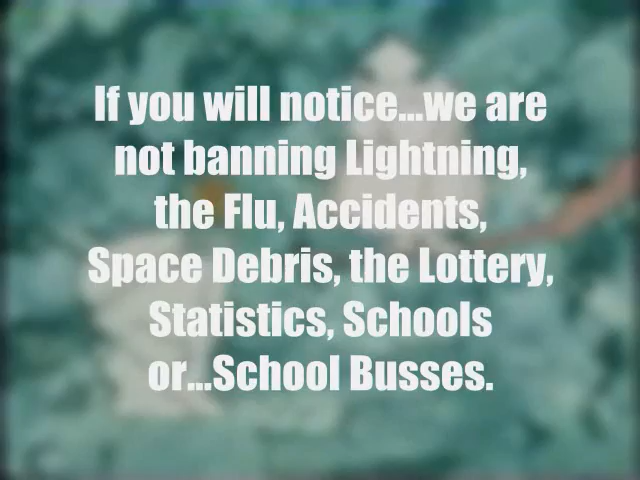 If you will notice...we are
not banning Lightning,
the Flu, Accidents,
Space Debris, the Lottery,
Statistics, Schools
or...School Busses.